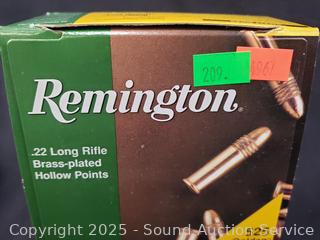 209.
Remington®
.22 Long Rifle
Brass-plated
Hollow Points
Copyright 2025 - Sound Auction Service